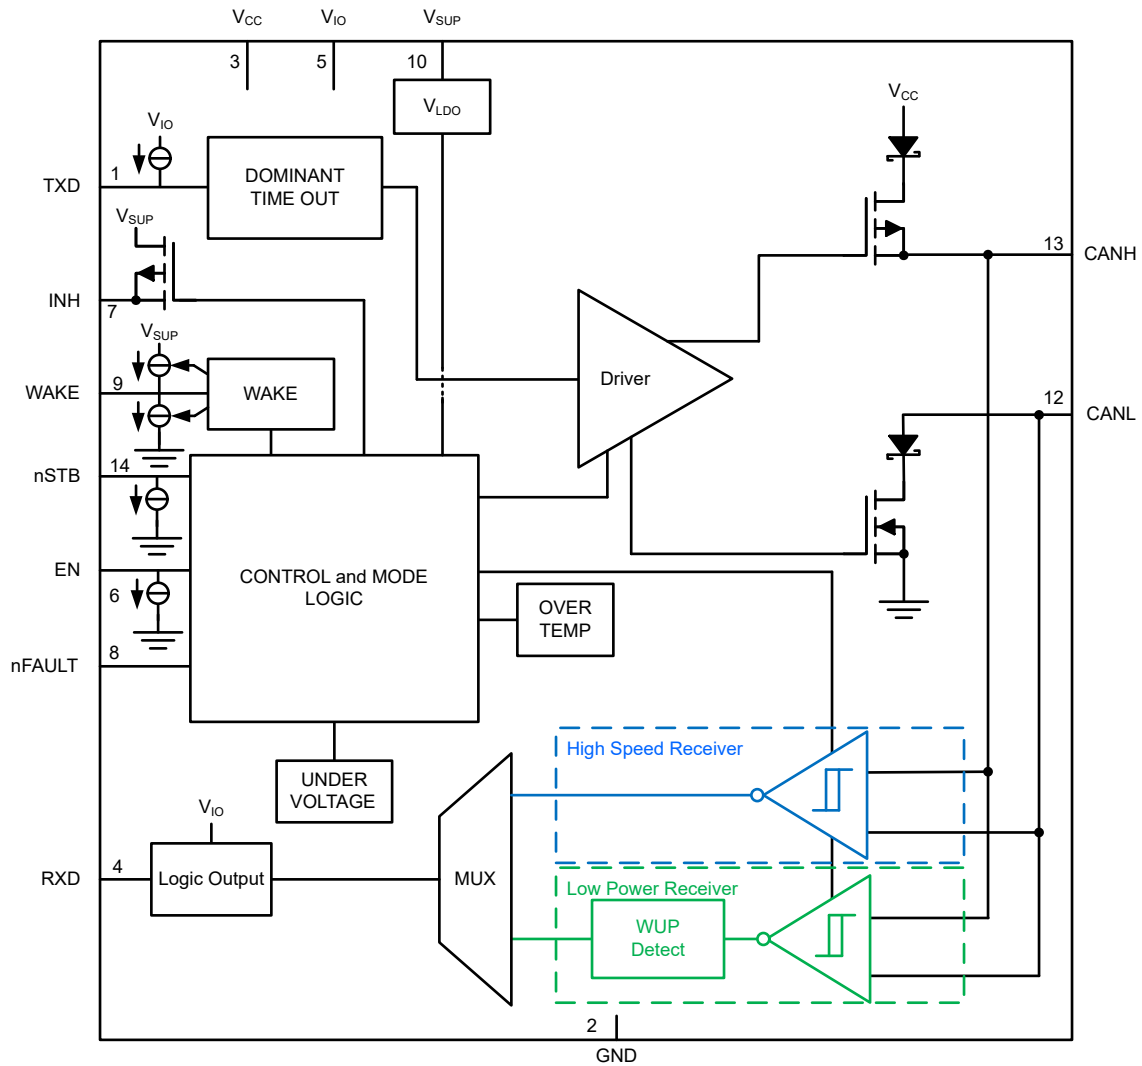 VCC
VIO
VSUP
3
5
10
VLDO
VCC
VIO
TXD
1
DOMINANT
TIME OUT
VSUP
INH
7
13
CANH
VSUP
WAKE
9
WAKE
Driver
12
CANL
nSTB
14
EN
6
CONTROL and MODE
LOGIC
OVER
TEMP
nFAULT
8
High Speed Receiver
UNDER
VOLTAGE
VIO
RXD
4
Logic Output
MUX
Low Power Receiver
WUP
Detect
2
GND